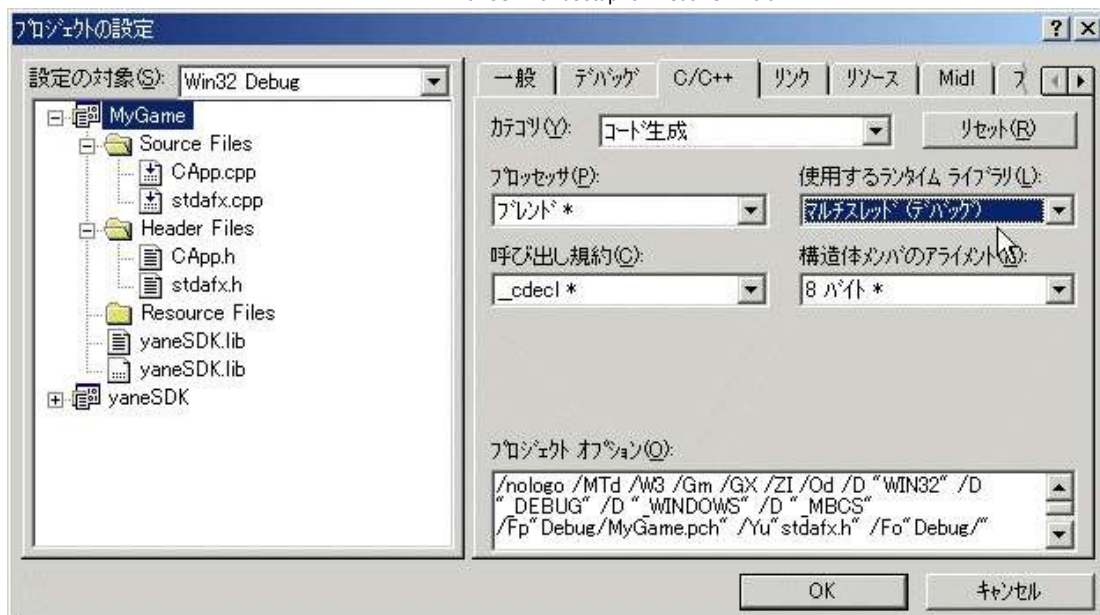 プロジェクトの設定
設定の対象(S):
Win32 Debug
MyGame
Source Files
CApp.cpp
stdafx.cpp
Header Files
CApp.h
stdafx.h
Resource Files
yaneSDK.lib
yaneSDK.lib
yaneSDK
一般
デバッグ
C/C++
リンク
リソース
Midl
カテゴリ(Y):
コード生成
リセット(R)
プロッセッサ(P):
ブレンド *
使用するランタイム ライブラリ(L):
マルチスレッド (デバッグ)
呼び出し規約(C):
_cdecl *
構造体メンバのアライメント(M):
8 バイト *
プロジェクト オプション(O):
/nologo /MTd /W3 /Gm /GX /ZI /Od /D "WIN32" /D
"_DEBUG" /D "_WINDOWS" /D "_MBCS"
/Fp"Debug/MyGame.pch" /Yu"stdafx.h" /Fo"Debug/"
OK
キャンセル